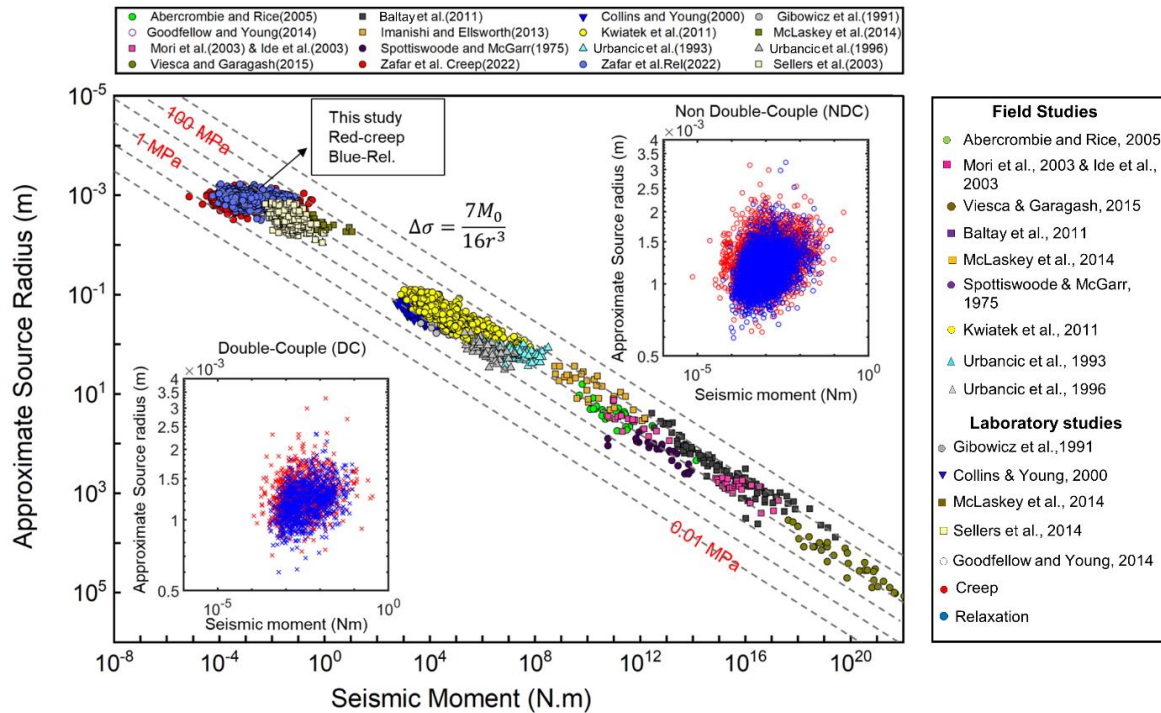 Abercrombie and Rice(2005) Baltay et al.(2011) Collins and Young(2000) Gibowicz et al.(1991)
Goodfellow and Young(2014) Imanishi and Ellsworth(2013) Kwiatek et al.(2011) McLaskey et al.(2014)
Mori et al.(2003) & Ide et al.(2003) Spottiswoode and McGarr(1975) Urbancic et al.(1993) Urbancic et al.(1996)
Viesca and Garagash(2015) Zafar et al. Creep(2022) Zafar et al.Rel(2022) Sellers et al.(2003)
Approximate Source Radius (m)
10^-5
10^-3
10^-1
10^1
10^3
10^5
100 MPa
1 MPa
0.01 MPa
This study
Red-creep
Blue-Rel.
Δσ = 7M_0 / 16r^3
Non Double-Couple (NDC)
×10^-3
Approximate Source radius (m)
4
3.5
3
2.5
2
1.5
1
0.5
10^-5 10^0
Seismic moment (Nm)
Double-Couple (DC)
×10^-3
Approximate Source radius (m)
4
3.5
3
2.5
2
1.5
1
0.5
10^-5 10^0
Seismic moment (Nm)
10^-8 10^-4 10^0 10^4 10^8 10^12 10^16 10^20
Seismic Moment (N.m)
Field Studies
Abercrombie and Rice, 2005
Mori et al., 2003 & Ide et al.,
2003
Viesca & Garagash, 2015
Baltay et al., 2011
McLaskey et al., 2014
Spottiswoode & McGarr,
1975
Kwiatek et al., 2011
Urbancic et al., 1993
Urbancic et al., 1996
Laboratory studies
Gibowicz et al.,1991
Collins & Young, 2000
McLaskey et al., 2014
Sellers et al., 2014
Goodfellow and Young, 2014
Creep
Relaxation